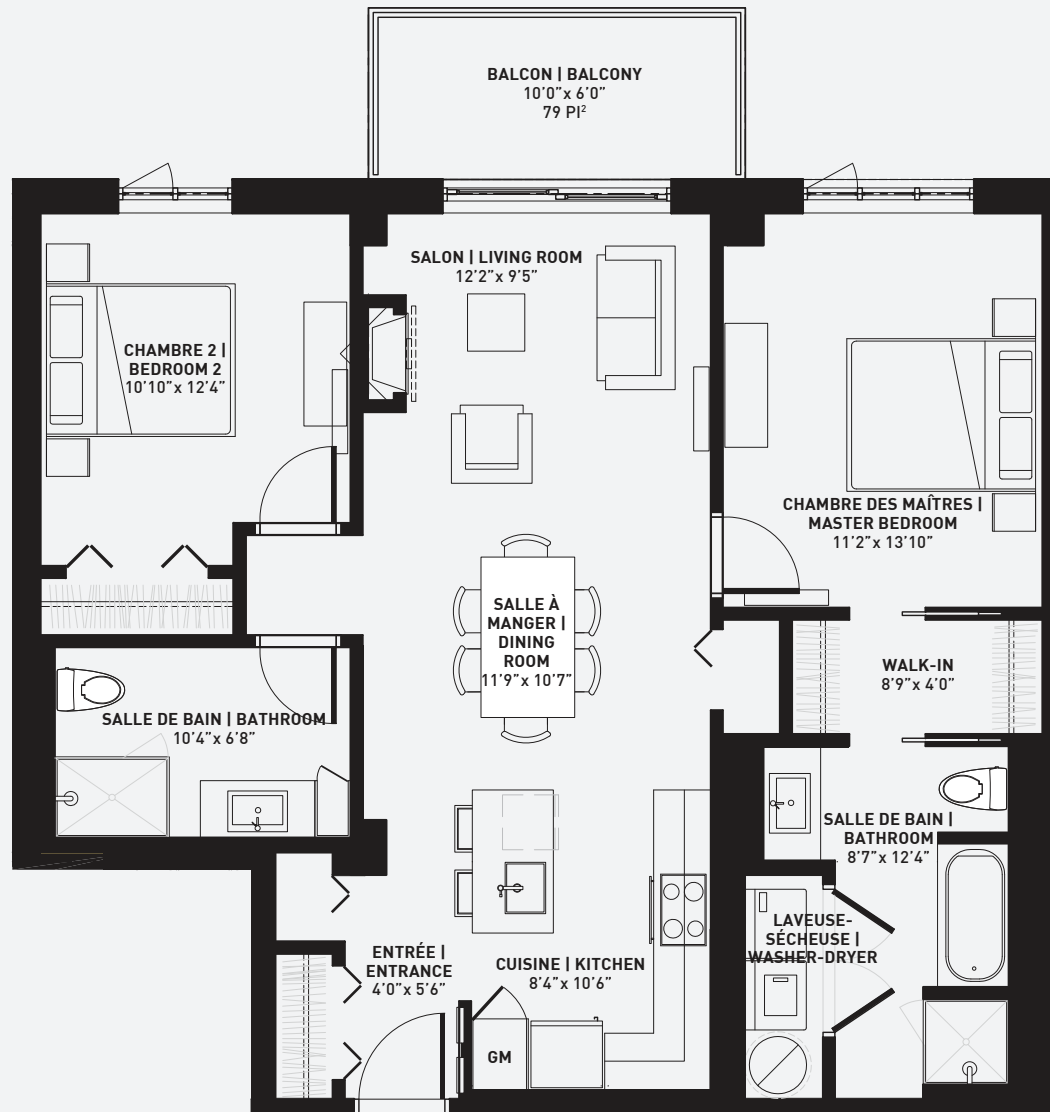 BALCON | BALCONY
10'0" x 6'0"
79 PI²
SALON | LIVING ROOM
12'2" x 9'5"
CHAMBRE 2 |
BEDROOM 2
10'10" x 12'4"
CHAMBRE DES MAÎTRES |
MASTER BEDROOM
11'2" x 13'10"
SALLE À
MANGER |
DINING
ROOM
11'9" x 10'7"
WALK-IN
8'9" x 4'0"
SALLE DE BAIN | BATHROOM
10'4" x 6'8"
SALLE DE BAIN |
BATHROOM
8'7" x 12'4"
LAVEUSE-
SÉCHEUSE |
WASHER-DRYER
ENTRÉE |
ENTRANCE
4'0" x 5'6"
CUISINE | KITCHEN
8'4" x 10'6"
GM